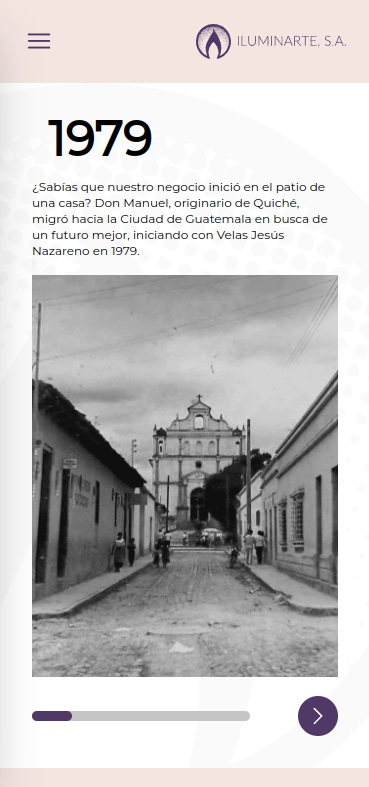 ILUMINARTE, S.A.
1979
¿Sabías que nuestro negocio inició en el patio de
una casa? Don Manuel, originario de Quiché,
migró hacia la Ciudad de Guatemala en busca de
un futuro mejor, iniciando con Velas Jesús
Nazareno en 1979.